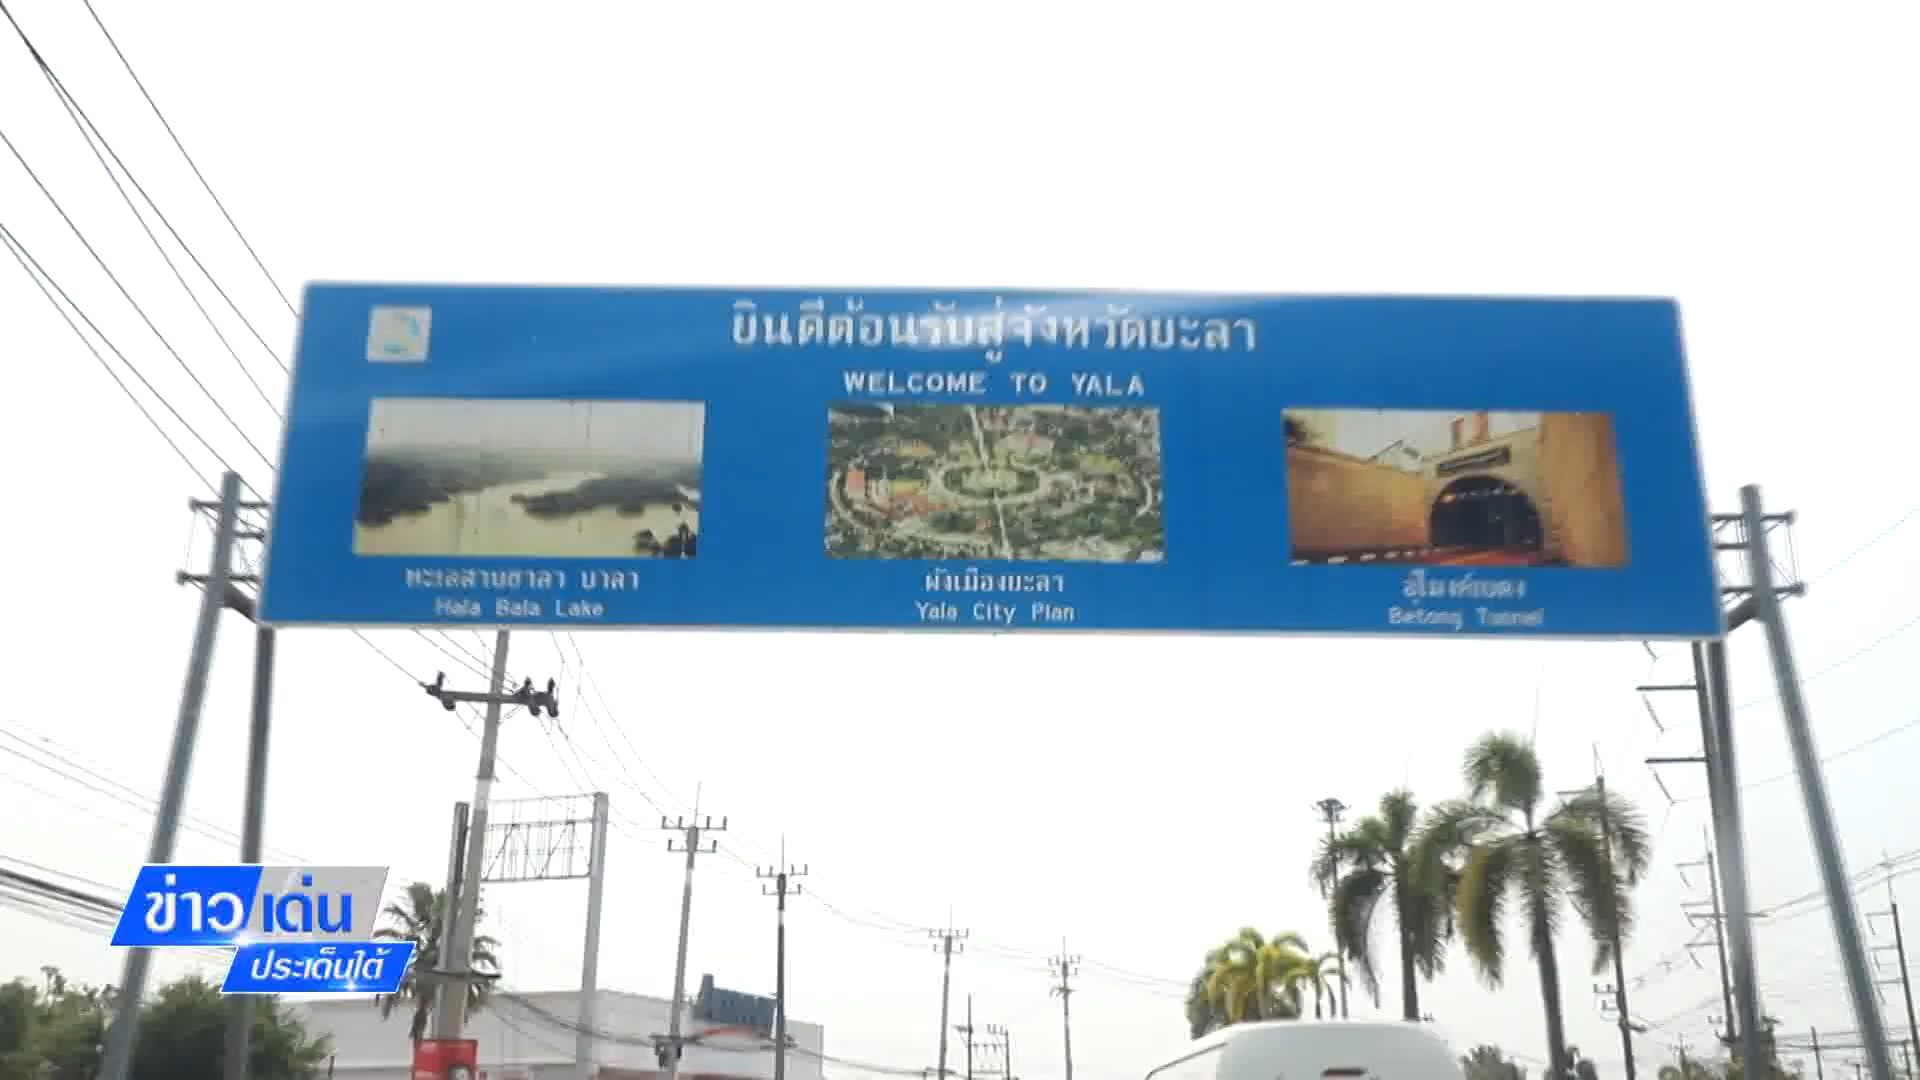 ยินดีต้อนรับสู่จังหวัดยะลา
WELCOME TO YALA
ทะเลสาบฮาลา บาลา
Hala Bala Lake
ผังเมืองยะลา
Yala City Plan
อุโมงค์เบตง
Betong Tunnel
ข่าวเด่น
ประเด็นใต้